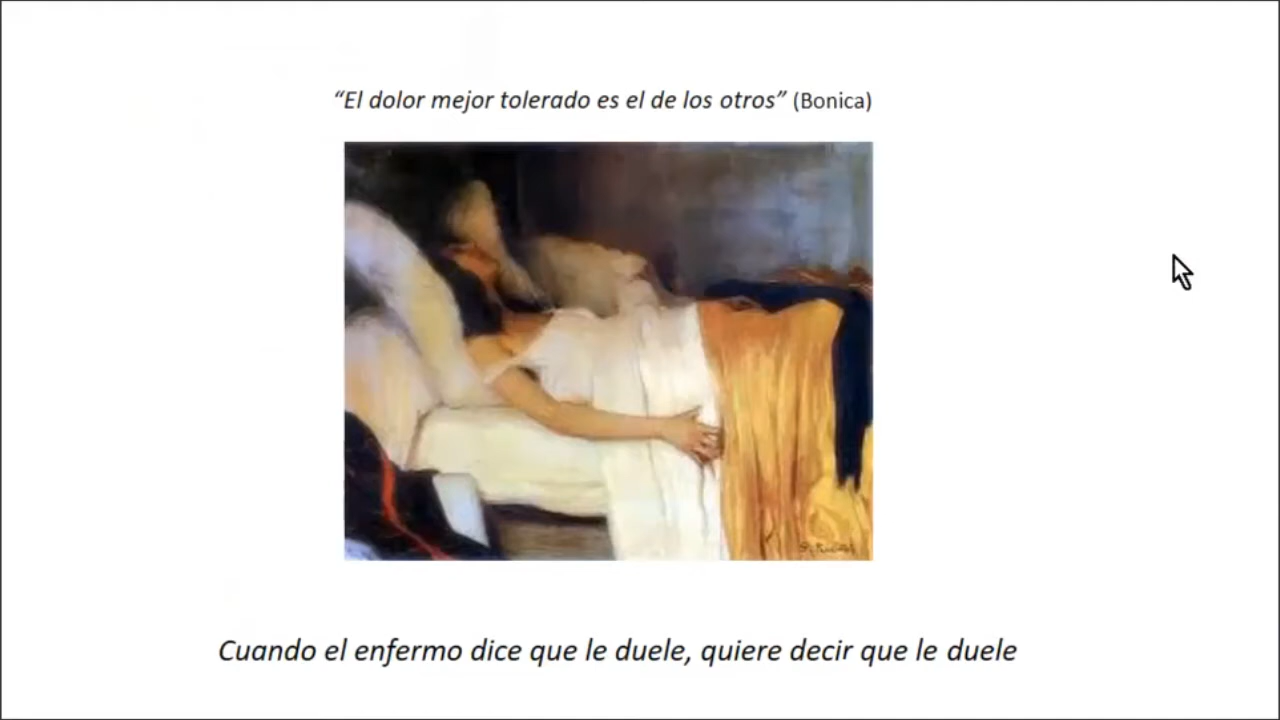 “El dolor mejor tolerado es el de los otros” (Bonica)
Cuando el enfermo dice que le duele, quiere decir que le duele